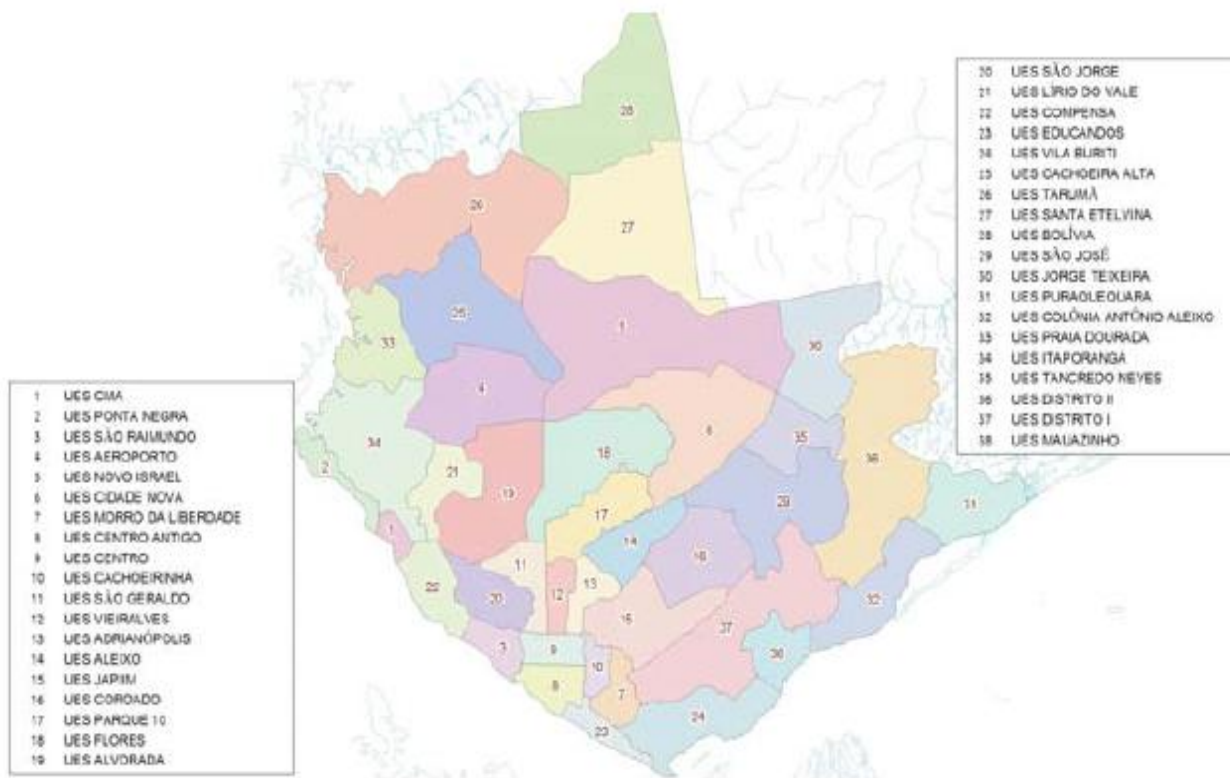 1 UES CMA
2 UES PONTA NEGRA
3 UES SÃO RAIMUNDO
4 UES AEROPORTO
5 UES NOVO ISRAEL
6 UES CIDADE NOVA
7 UES MORRO DA LIBERDADE
8 UES CENTRO ANTIGO
9 UES CENTRO
10 UES CACHOEIRINHA
11 UES SÃO GERALDO
12 UES VIEIRALVES
13 UES ADRIANÓPOLIS
14 UES ALEIXO
15 UES JAPIIM
16 UES COROADO
17 UES PARQUE 10
18 UES FLORES
19 UES ALVORADA
20 UES SÃO JORGE
21 UES LÍRIO DO VALE
22 UES COMPENSA
23 UES EDUCANDOS
24 UES VILA BURITI
25 UES CACHOEIRA ALTA
26 UES TARUMÃ
27 UES SANTA ETELVINA
28 UES BOLÍVIA
29 UES SÃO JOSÉ
30 UES JORGE TEIXEIRA
31 UES PURAQUEQUARA
32 UES COLÔNIA ANTÔNIO ALEIXO
33 UES PRAIA DOURADA
34 UES ITAPORANGA
35 UES TANCREDO NEVES
36 UES DISTRITO II
37 UES DISTRITO I
38 UES MAUAZINHO
28
26
27
25
33
5
30
4
6
34
35
36
18
21
2
19
29
31
17
1
14
16
11
22
13
20
12
32
15
37
3
9
10
38
8
7
24
23